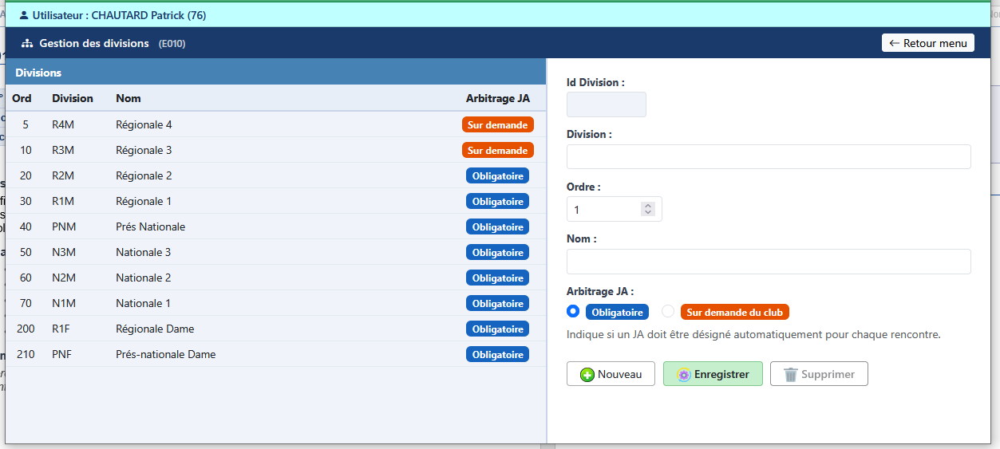 Utilisateur : CHAUTARD Patrick (76)
Gestion des divisions (E010)
Retour menu
Divisions
Ord Division Nom Arbitrage JA
5 R4M Régionale 4 Sur demande
10 R3M Régionale 3 Sur demande
20 R2M Régionale 2 Obligatoire
30 R1M Régionale 1 Obligatoire
40 PNM Prés Nationale Obligatoire
50 N3M Nationale 3 Obligatoire
60 N2M Nationale 2 Obligatoire
70 N1M Nationale 1 Obligatoire
200 R1F Régionale Dame Obligatoire
210 PNF Prés-nationale Dame Obligatoire
Id Division :
Division :
Ordre :
1
Nom :
Arbitrage JA :
Obligatoire Sur demande du club
Indique si un JA doit être désigné automatiquement pour chaque rencontre.
Nouveau Enregistrer Supprimer